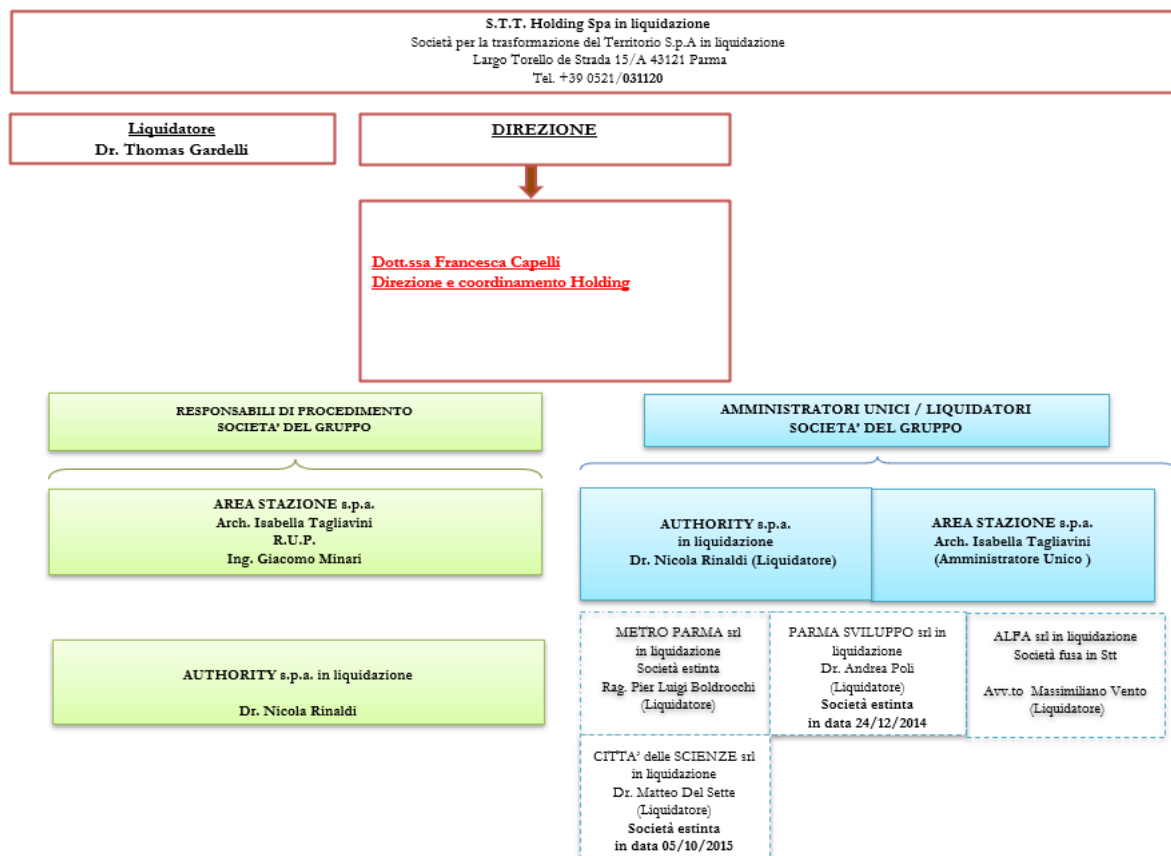 S.T.T. Holding Spa in liquidazione
Società per la trasformazione del Territorio S.p.A in liquidazione
Largo Torello de Strada 15/A 43121 Parma
Tel. +39 0521/031120
Liquidatore
Dr. Thomas Gardelli
DIREZIONE
Dott.ssa Francesca Capelli
Direzione e coordinamento Holding
RESPONSABILI DI PROCEDIMENTO
SOCIETA' DEL GRUPPO
AREA STAZIONE s.p.a.
Arch. Isabella Tagliavini
R.U.P.
Ing. Giacomo Minari
AUTHORITY s.p.a. in liquidazione
Dr. Nicola Rinaldi
AMMINISTRATORI UNICI / LIQUIDATORI
SOCIETA' DEL GRUPPO
AUTHORITY s.p.a.
in liquidazione
Dr. Nicola Rinaldi (Liquidatore)
AREA STAZIONE s.p.a.
Arch. Isabella Tagliavini
(Amministratore Unico )
METRO PARMA srl
in liquidazione
Società estinta
Rag. Pier Luigi Boldrocchi
(Liquidatore)
PARMA SVILUPPO srl in
liquidazione
Dr. Andrea Poli
(Liquidatore)
Società estinta
in data 24/12/2014
ALFA srl in liquidazione
Società fusa in Stt
Avv.to Massimiliano Vento
(Liquidatore)
CITTA' delle SCIENZE srl
in liquidazione
Dr. Matteo Del Sette
(Liquidatore)
Società estinta
in data 05/10/2015